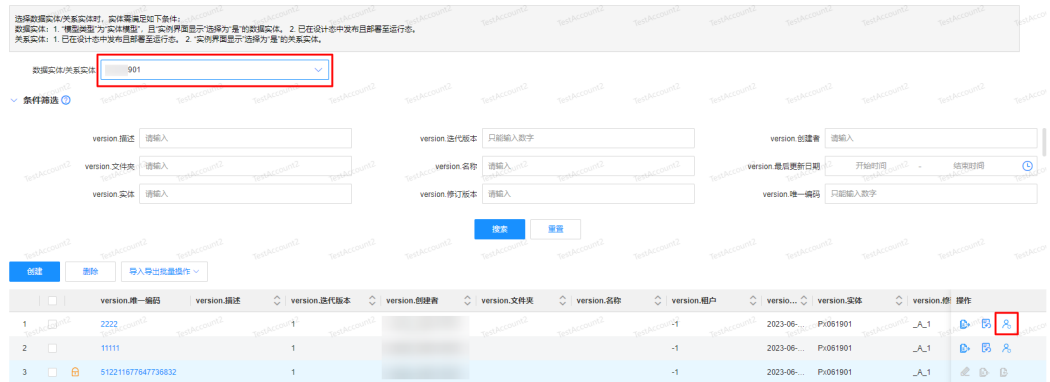 选择数据实体/关系实体时，实体需满足如下条件：
数据实体：1. "模型类型"为"实体模型"，且"实例界面显示"选择为"是"的数据实体。 2. 已在设计态中发布且部署至运行态。
关系实体：1. 已在设计态中发布且部署至运行态。 2. "实例界面显示"选择为"是"的关系实体。
数据实体/关系实体 901
条件筛选
version.描述 请输入 version.迭代版本 只能输入数字 version.创建者 请输入
version.文件夹 请输入 version.名称 请输入 version.最后更新日期 开始时间 - 结束时间
version.实体 请输入 version.修订版本 请输入 version.唯一编码 只能输入数字
搜索 重置
创建 删除 导入导出批量操作
version.唯一编码 version.描述 version.迭代版本 version.创建者 version.文件夹 version.名称 version.租户 versio... version.实体 version.修 操作
1 2222 1 -1 2023-06-... Px061901 _A_1
2 11111 1 -1 2023-06-... Px061901 _A_1
3 512211677647736832 1 -1 2023-06-... Px061901 _A_1
TestAccount2